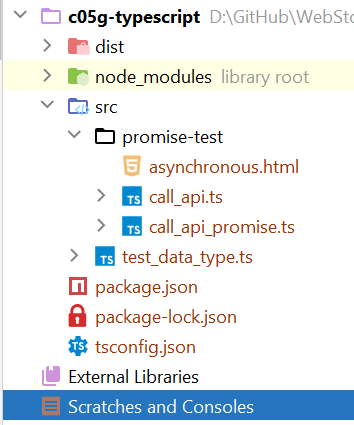 c05g-typescript D:\GitHub\WebSto
dist
node_modules library root
src
promise-test
asynchronous.html
TS call_api.ts
TS call_api_promise.ts
TS test_data_type.ts
package.json
package-lock.json
TS tsconfig.json
External Libraries
Scratches and Consoles